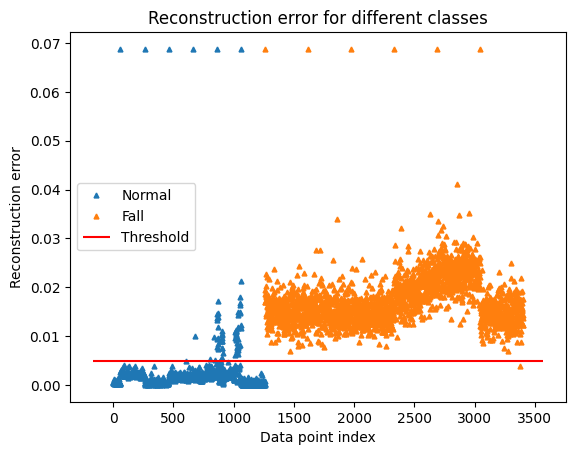 Reconstruction error for different classes
Reconstruction error
0.07
0.06
0.05
0.04
0.03
0.02
0.01
0.00
Normal
Fall
Threshold
0 500 1000 1500 2000 2500 3000 3500
Data point index